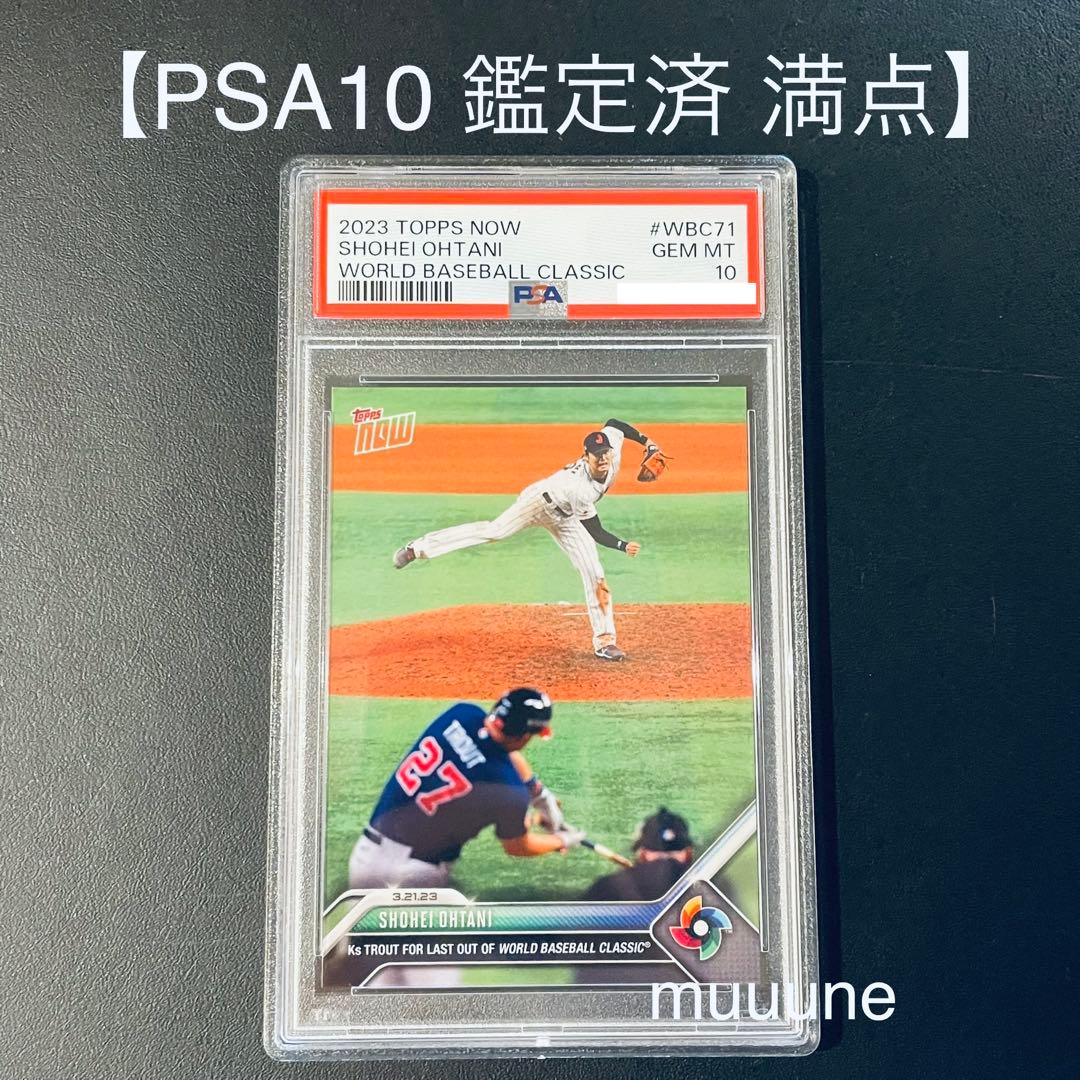 【PSA10 鑑定済 満点】
2023 TOPPS NOW #WBC71
SHOHEI OHTANI GEM MT
WORLD BASEBALL CLASSIC 10
PSA
TOPPS
NOW
TROUT
27
3.21.23
SHOHEI OHTANI
Ks TROUT FOR LAST OUT OF WORLD BASEBALL CLASSIC®
muuune